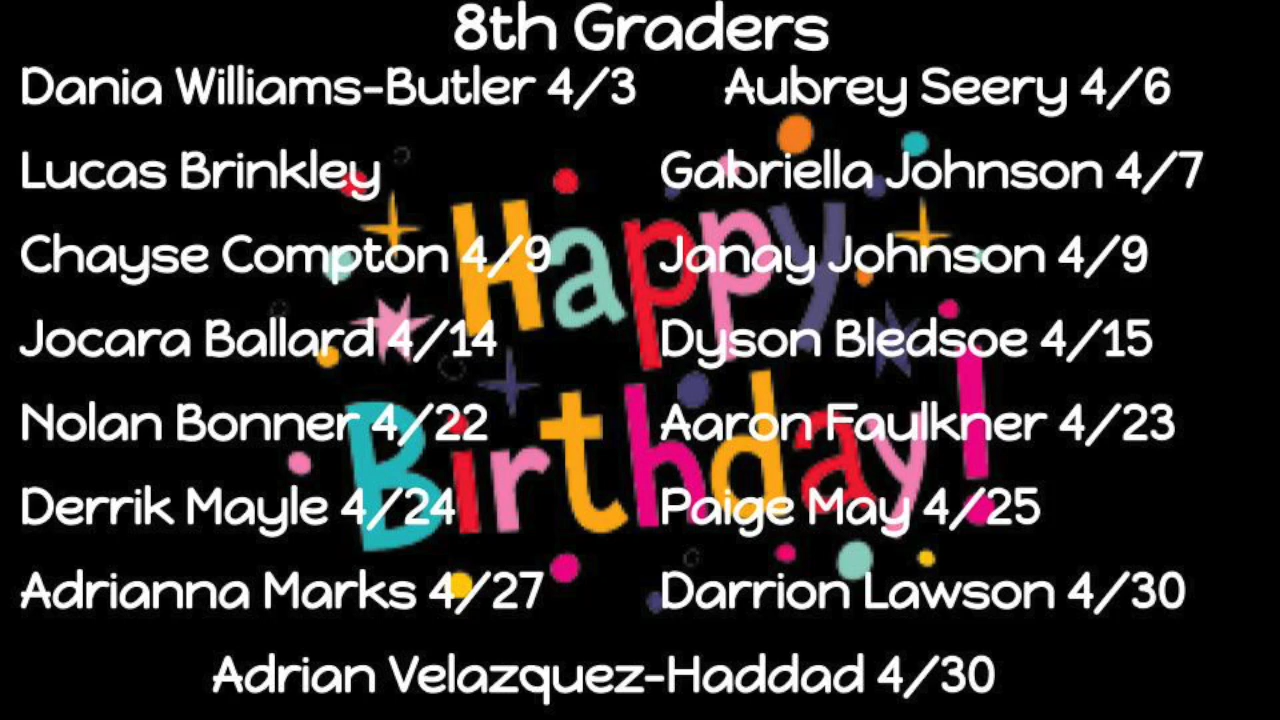 8th Graders
Dania Williams-Butler 4/3 Aubrey Seery 4/6
Lucas Brinkley Gabriella Johnson 4/7
Chayse Compton 4/9 Janay Johnson 4/9
Jocara Ballard 4/14 Dyson Bledsoe 4/15
Nolan Bonner 4/22 Aaron Faulkner 4/23
Derrik Mayle 4/24 Paige May 4/25
Adrianna Marks 4/27 Darrion Lawson 4/30
Adrian Velazquez-Haddad 4/30
Happy
Birthday!